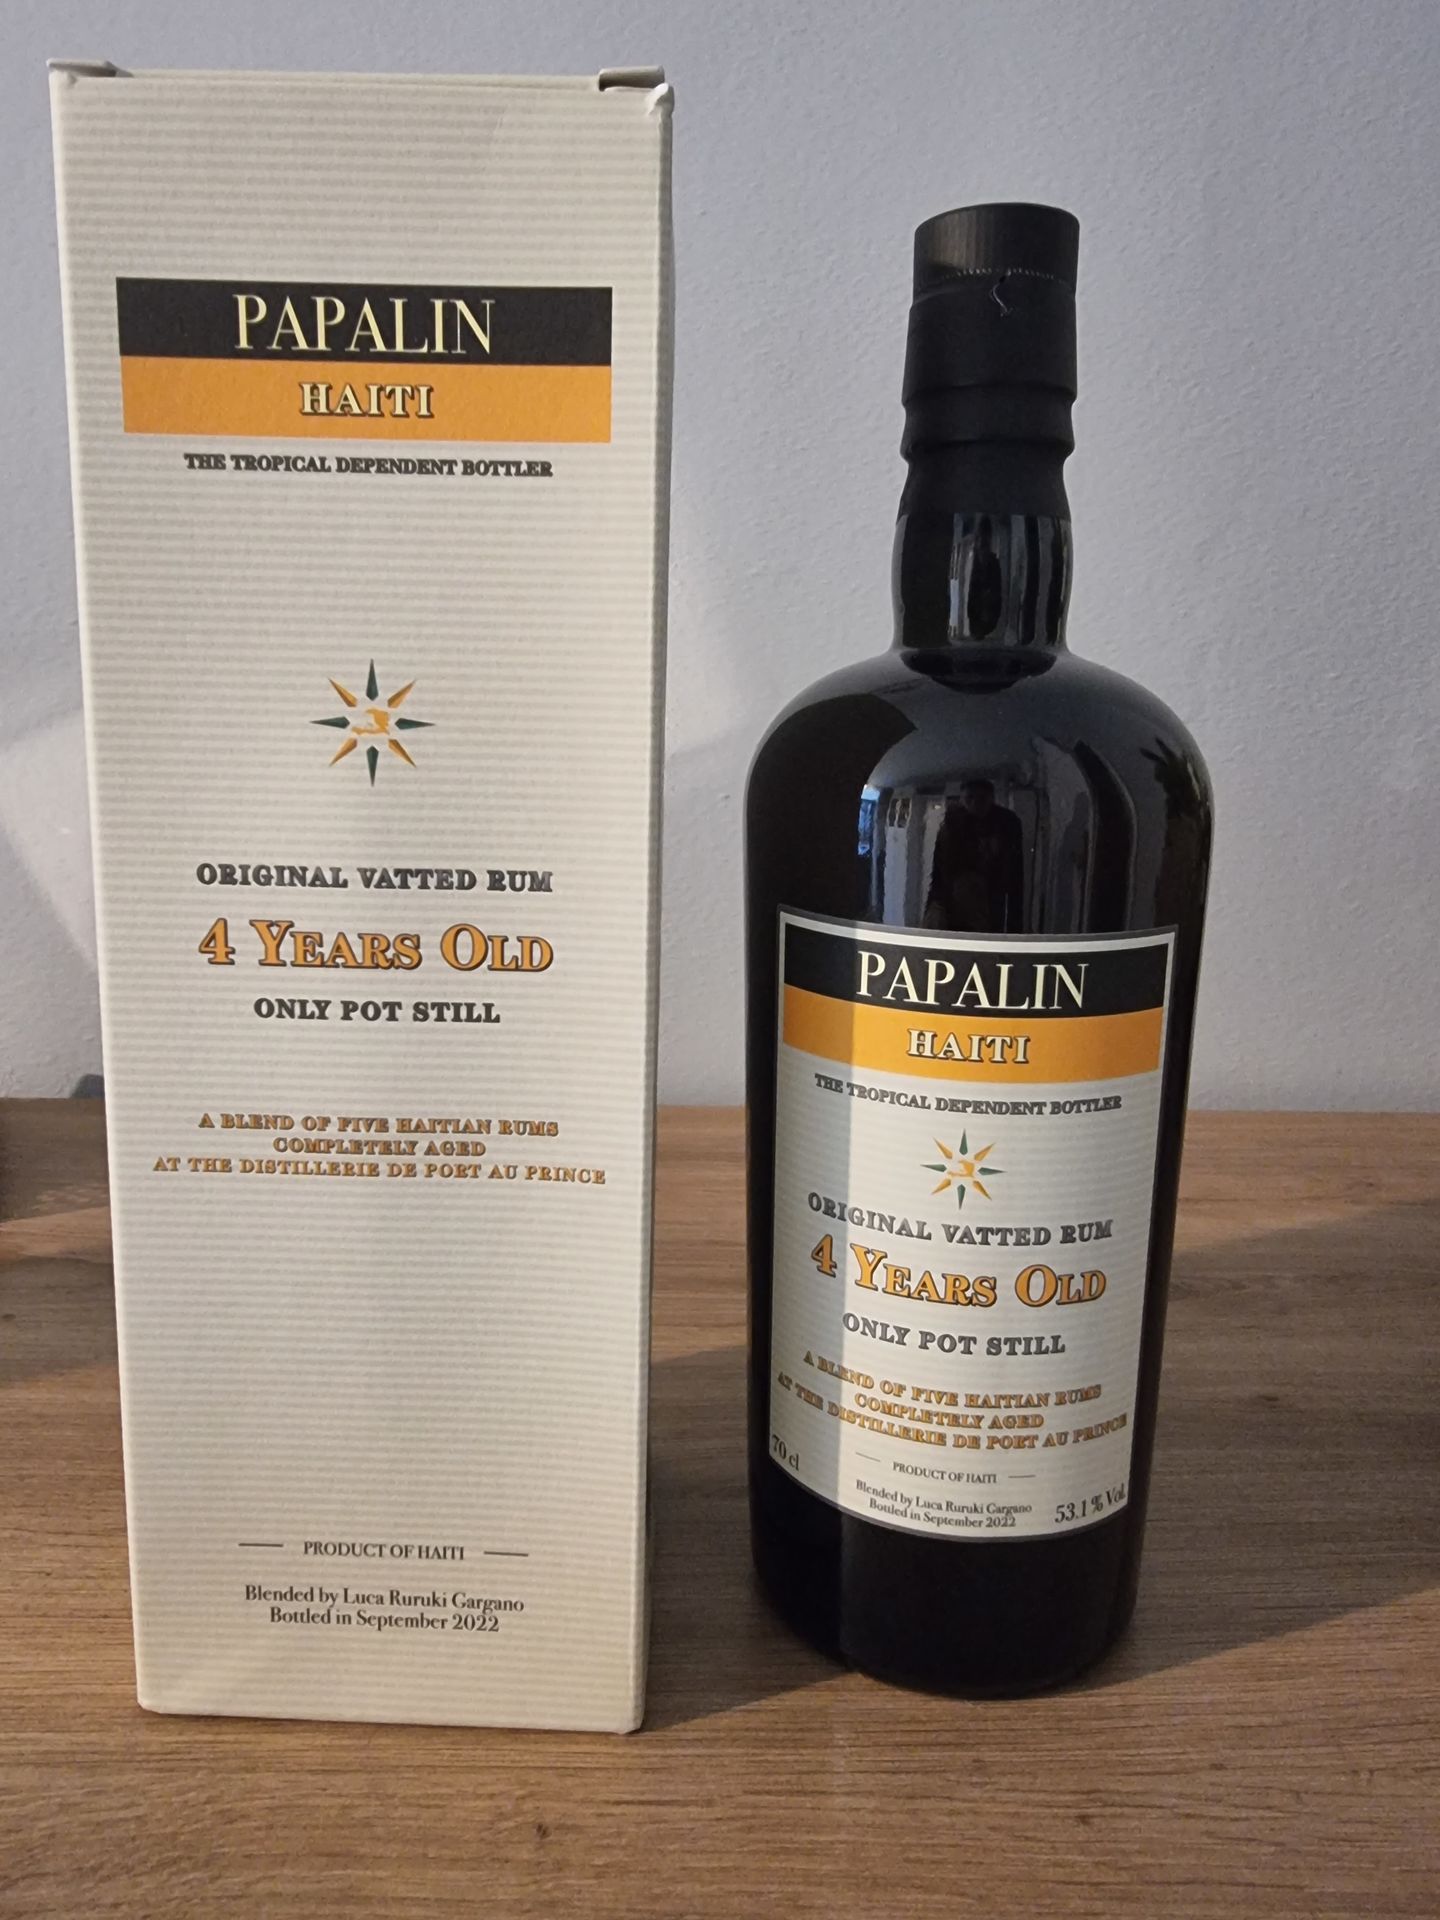 PAPALIN
HAITI
THE TROPICAL DEPENDENT BOTTLER
ORIGINAL VATTED RUM
4 YEARS OLD
ONLY POT STILL
A BLEND OF FIVE HAITIAN RUMS
COMPLETELY AGED
AT THE DISTILLERIE DE PORT AU PRINCE
PRODUCT OF HAITI
Blended by Luca Ruruki Gargano
Bottled in September 2022
PAPALIN
HAITI
THE TROPICAL DEPENDENT BOTTLER
ORIGINAL VATTED RUM
4 YEARS OLD
ONLY POT STILL
A BLEND OF FIVE HAITIAN RUMS
COMPLETELY AGED
AT THE DISTILLERIE DE PORT AU PRINCE
70 cl
PRODUCT OF HAITI
Blended by Luca Ruruki Gargano
Bottled in September 2022
53.1 % Vol.